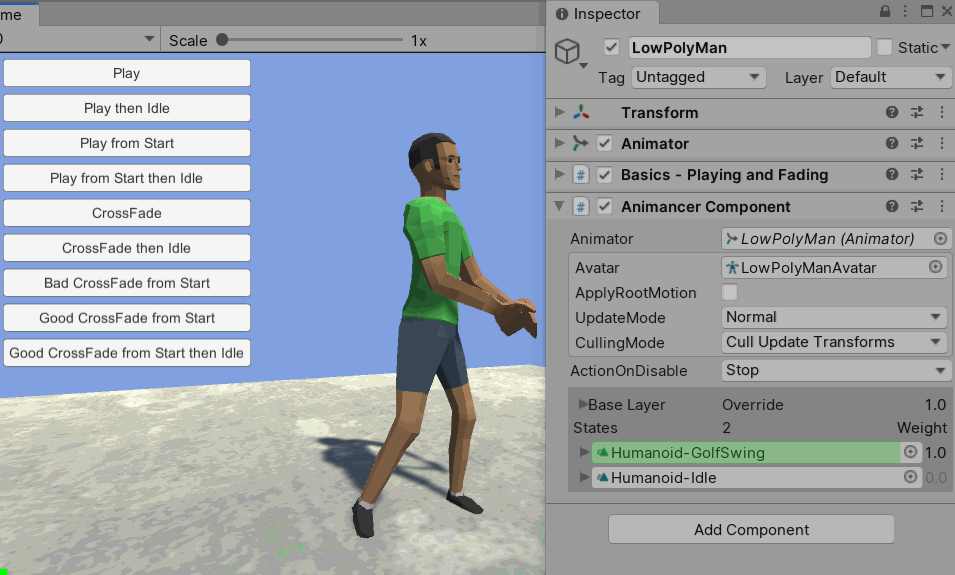 me
Scale 1x
Play
Play then Idle
Play from Start
Play from Start then Idle
CrossFade
CrossFade then Idle
Bad CrossFade from Start
Good CrossFade from Start
Good CrossFade from Start then Idle
Inspector
LowPolyMan Static
Tag Untagged Layer Default
Transform
Animator
# Basics - Playing and Fading
# Animancer Component
Animator LowPolyMan (Animator)
Avatar LowPolyManAvatar
ApplyRootMotion
UpdateMode Normal
CullingMode Cull Update Transforms
ActionOnDisable Stop
Base Layer Override 1.0
States 2 Weight
Humanoid-GolfSwing 1.0
Humanoid-Idle 0.0
Add Component